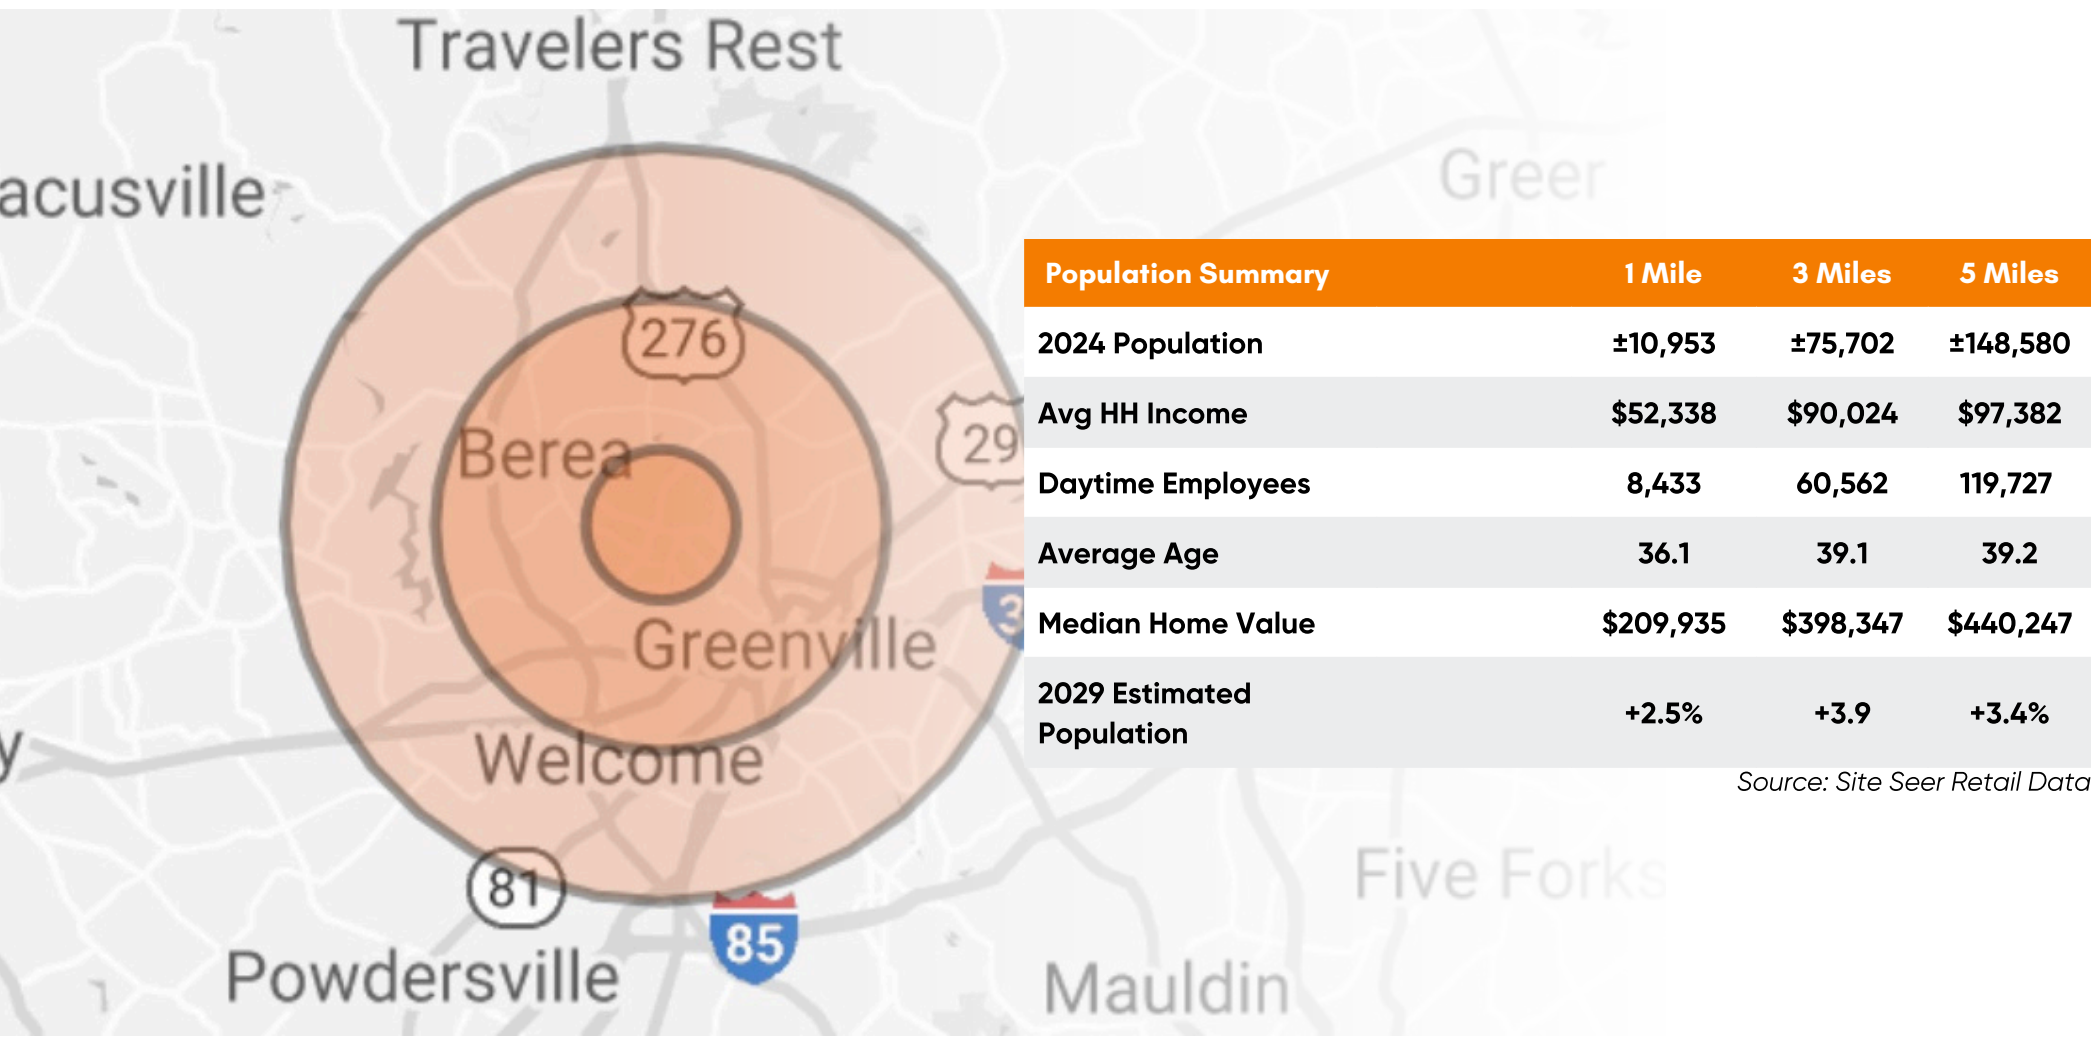 Travelers Rest
acusville
Greer
276
Berea
29
3
Greenville
Welcome
y
81
85
Powdersville
Mauldin
Five Forks
Population Summary 1 Mile 3 Miles 5 Miles
2024 Population ±10,953 ±75,702 ±148,580
Avg HH Income $52,338 $90,024 $97,382
Daytime Employees 8,433 60,562 119,727
Average Age 36.1 39.1 39.2
Median Home Value $209,935 $398,347 $440,247
2029 Estimated
Population +2.5% +3.9 +3.4%
Source: Site Seer Retail Data